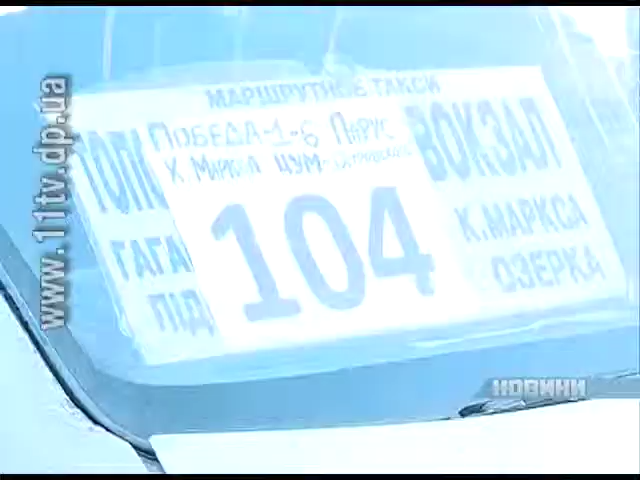 МАРШРУТНОЕ ТАКСИ
ПОБЕДА-1-6 ПАРУС
К. МАРКСА ЦУМ-
104
ТОПО
ГАГА
ПІД
ВОКЗАЛ
К.МАРКСА
ОЗЕРКА
www.11tv.dp.ua
НОВИНИ